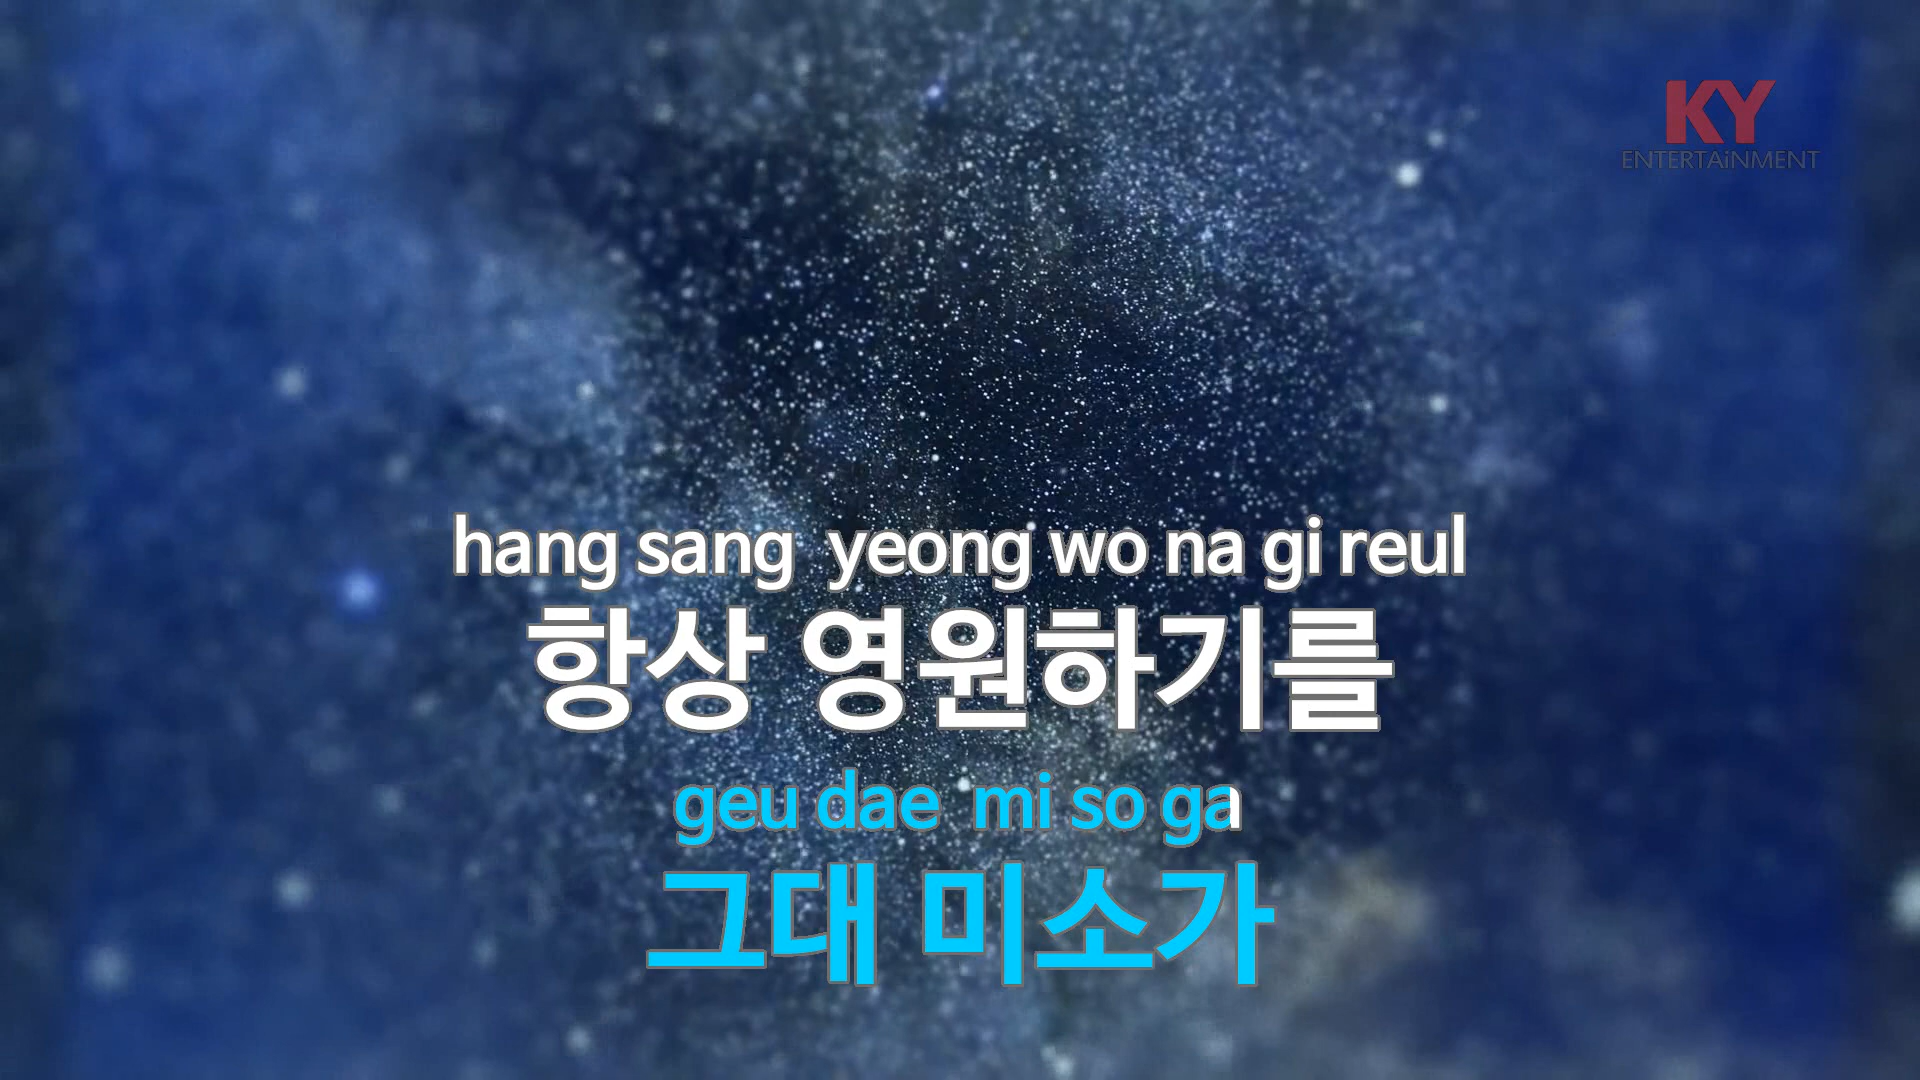 KY
ENTERTAiNMENT
hang sang yeong wo na gi reul
항상 영원하기를
geu dae mi so ga
그대 미소가